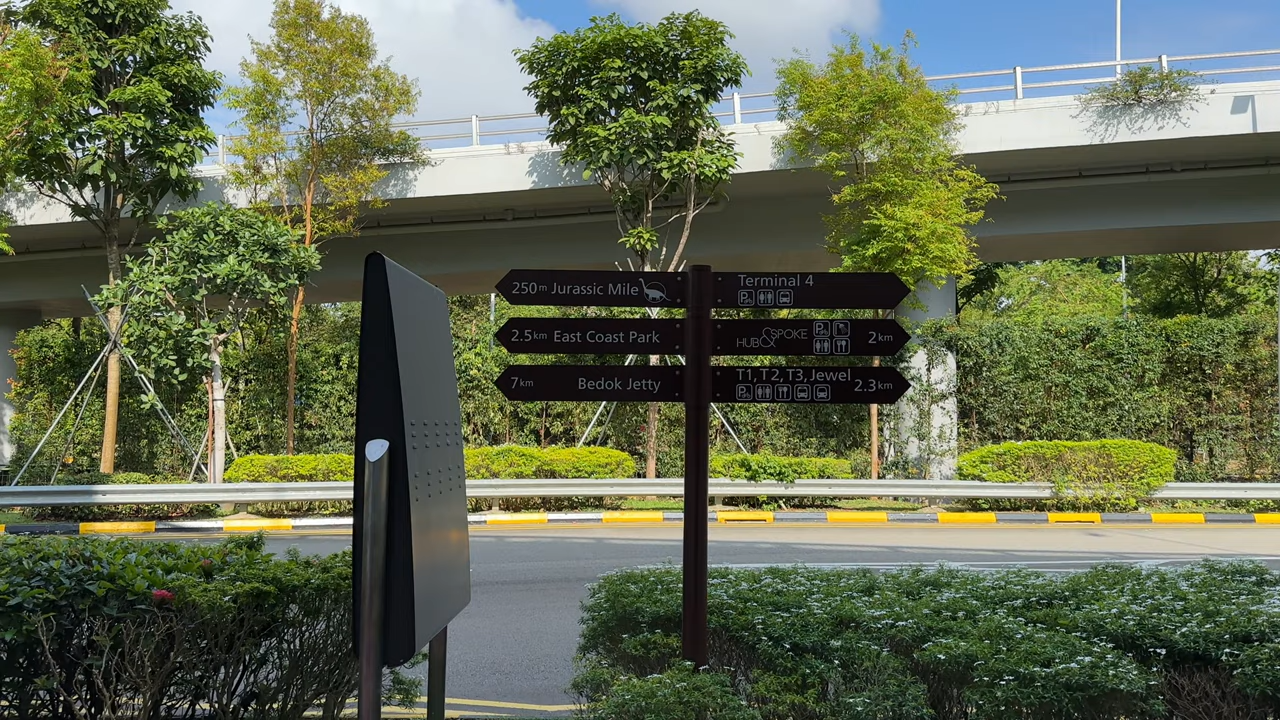 250m Jurassic Mile
2.5km East Coast Park
7km Bedok Jetty
Terminal 4
HUB & SPOKE 2km
T1, T2, T3, Jewel 2.3km